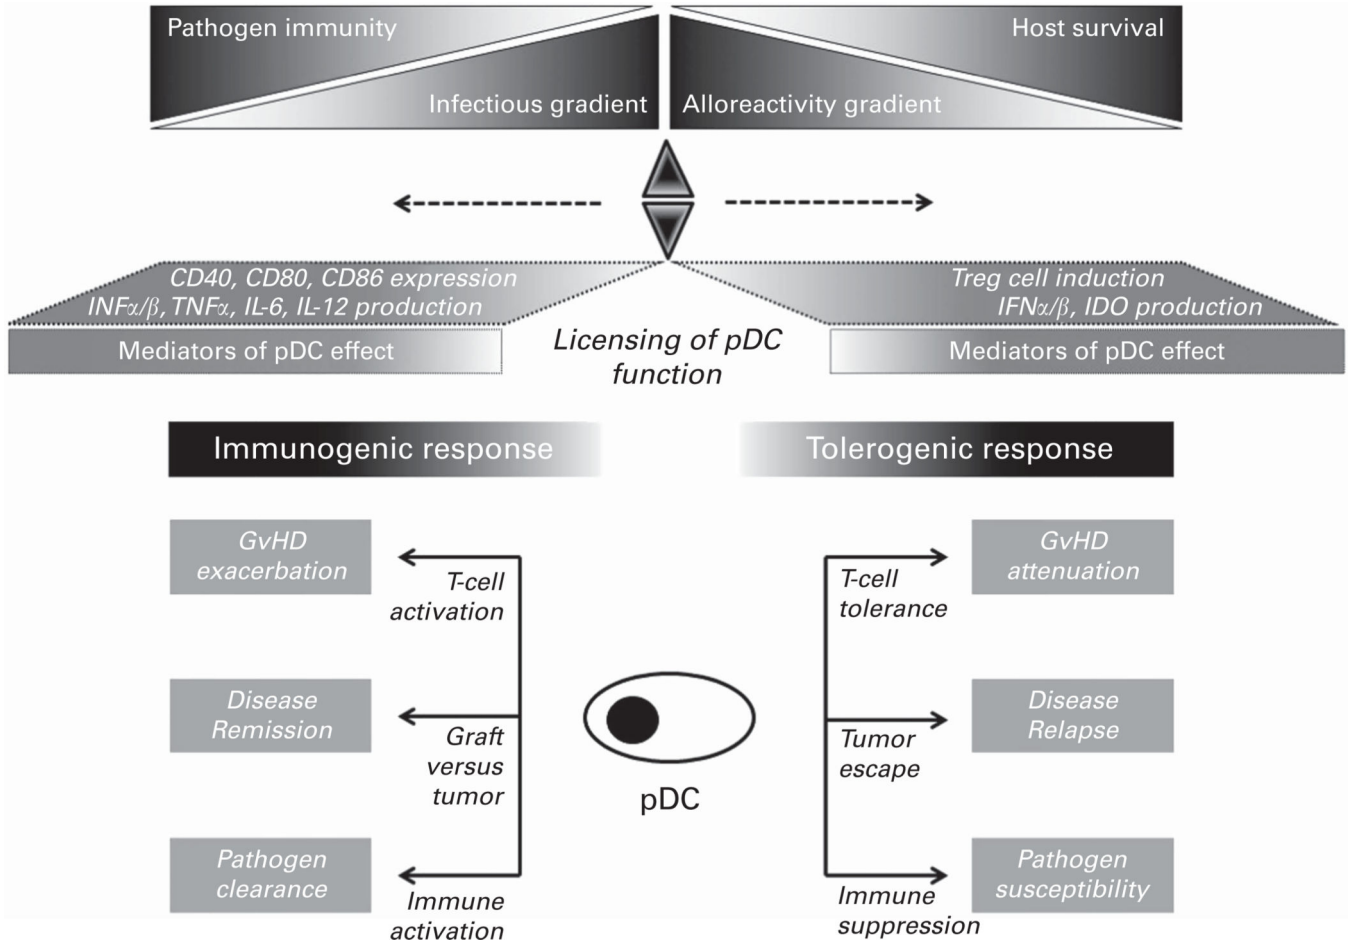 Pathogen immunity
Host survival
Infectious gradient
Alloreactivity gradient
CD40, CD80, CD86 expression
INFα/β, TNFα, IL-6, IL-12 production
Treg cell induction
IFNα/β, IDO production
Mediators of pDC effect
Licensing of pDC
function
Mediators of pDC effect
Immunogenic response
Tolerogenic response
GvHD
exacerbation
T-cell
activation
T-cell
tolerance
GvHD
attenuation
Disease
Remission
Graft
versus
tumor
pDC
Tumor
escape
Disease
Relapse
Pathogen
clearance
Immune
activation
Immune
suppression
Pathogen
susceptibility